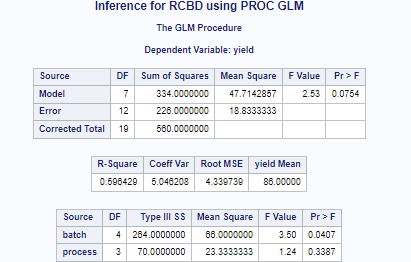 Inference for RCBD using PROC GLM
The GLM Procedure
Dependent Variable: yield
Source DF Sum of Squares Mean Square F Value Pr > F
Model 7 334.0000000 47.7142857 2.53 0.0754
Error 12 226.0000000 18.8333333
Corrected Total 19 560.0000000
R-Square Coeff Var Root MSE yield Mean
0.596429 5.046208 4.339739 86.00000
Source DF Type III SS Mean Square F Value Pr > F
batch 4 264.0000000 66.0000000 3.50 0.0407
process 3 70.0000000 23.3333333 1.24 0.3387